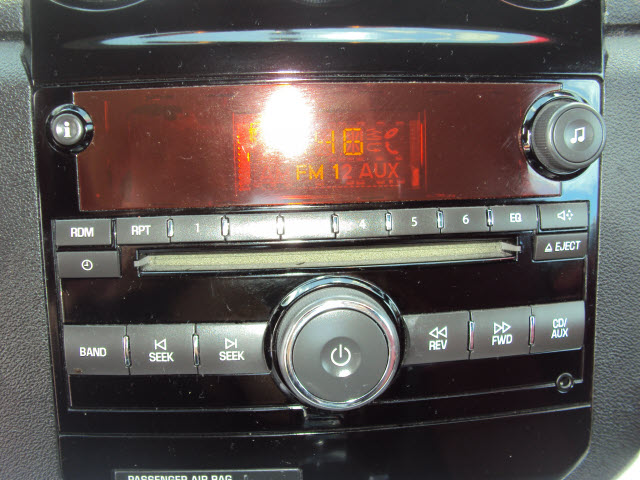 FM 12 AUX
RDM RPT 1 4 5 6 EQ
EJECT
BAND SEEK SEEK REV FWD CD/
AUX
PASSENGER AIR BAG